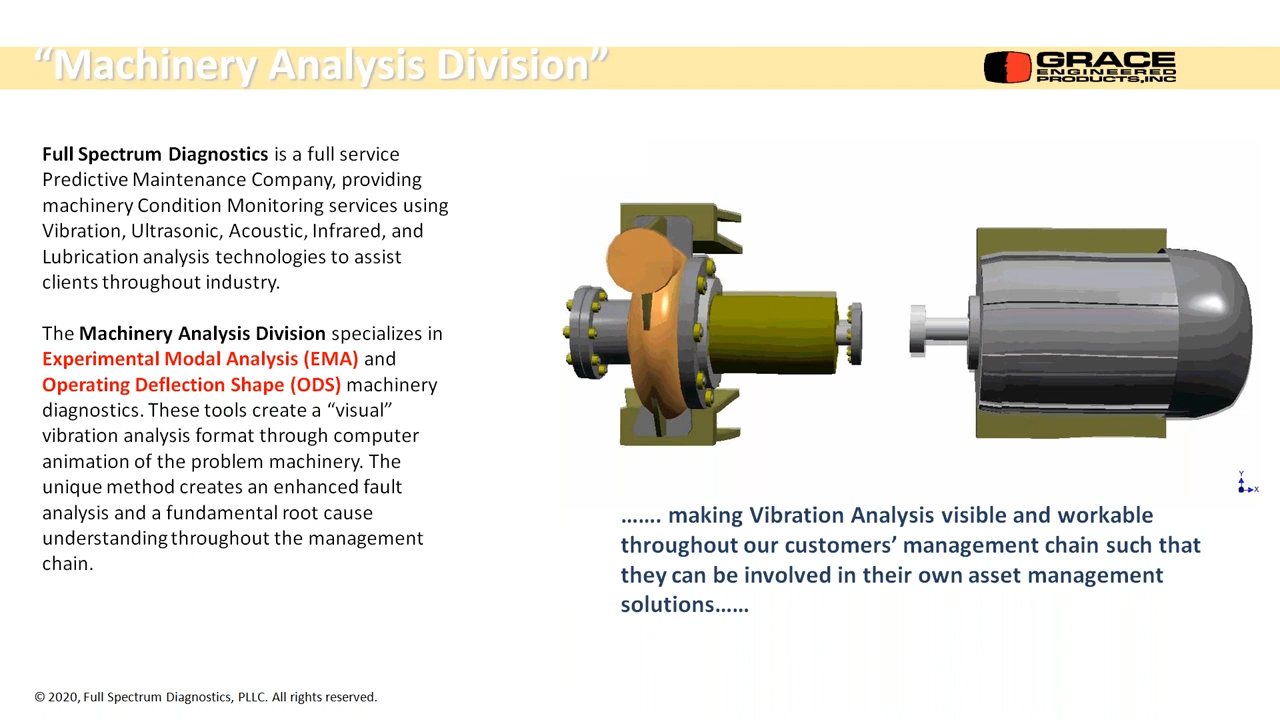 “Machinery Analysis Division”
GRACE
ENGINEERED
PRODUCTS,INC
Full Spectrum Diagnostics is a full service
Predictive Maintenance Company, providing
machinery Condition Monitoring services using
Vibration, Ultrasonic, Acoustic, Infrared, and
Lubrication analysis technologies to assist
clients throughout industry.
The Machinery Analysis Division specializes in
Experimental Modal Analysis (EMA) and
Operating Deflection Shape (ODS) machinery
diagnostics. These tools create a “visual”
vibration analysis format through computer
animation of the problem machinery. The
unique method creates an enhanced fault
analysis and a fundamental root cause
understanding throughout the management
chain.
Y
X
……. making Vibration Analysis visible and workable
throughout our customers’ management chain such that
they can be involved in their own asset management
solutions……
© 2020, Full Spectrum Diagnostics, PLLC. All rights reserved.